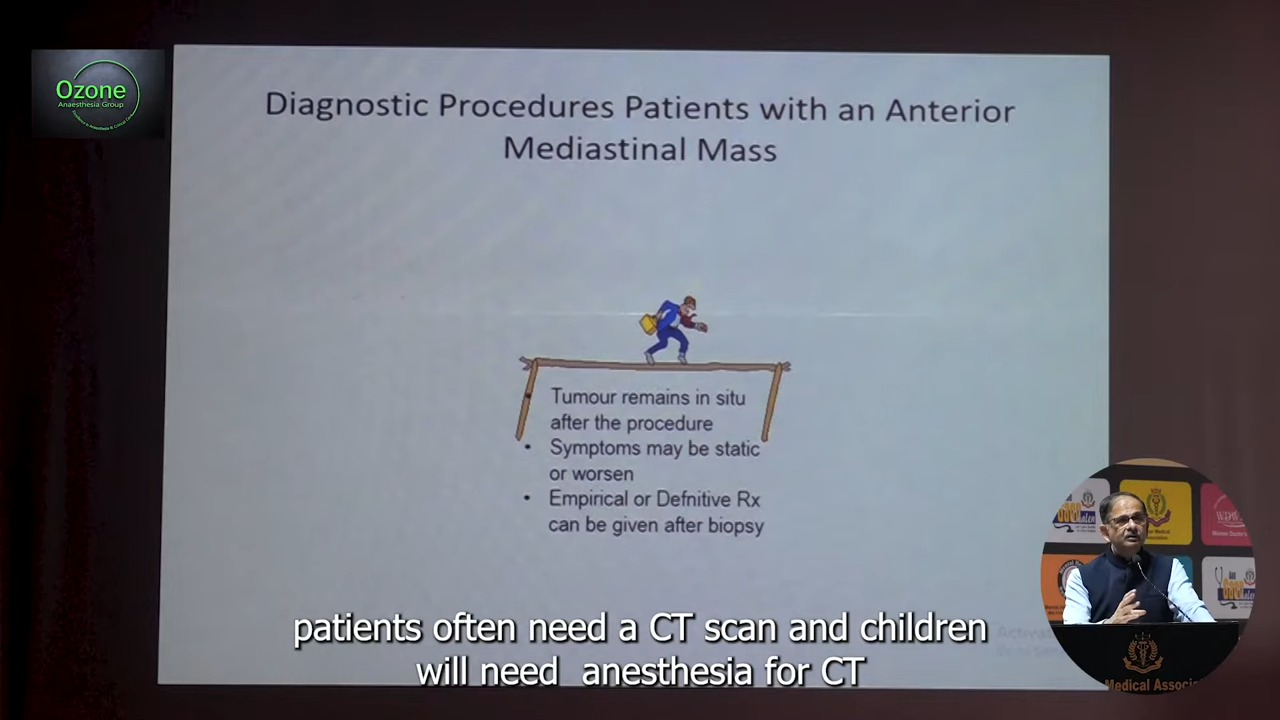 Ozone
Anaesthesia Group
Diagnostic Procedures Patients with an Anterior
Mediastinal Mass
Tumour remains in situ
after the procedure
• Symptoms may be static
or worsen
• Empirical or Defnitive Rx
can be given after biopsy
patients often need a CT scan and children
will need anesthesia for CT
Medical Associ